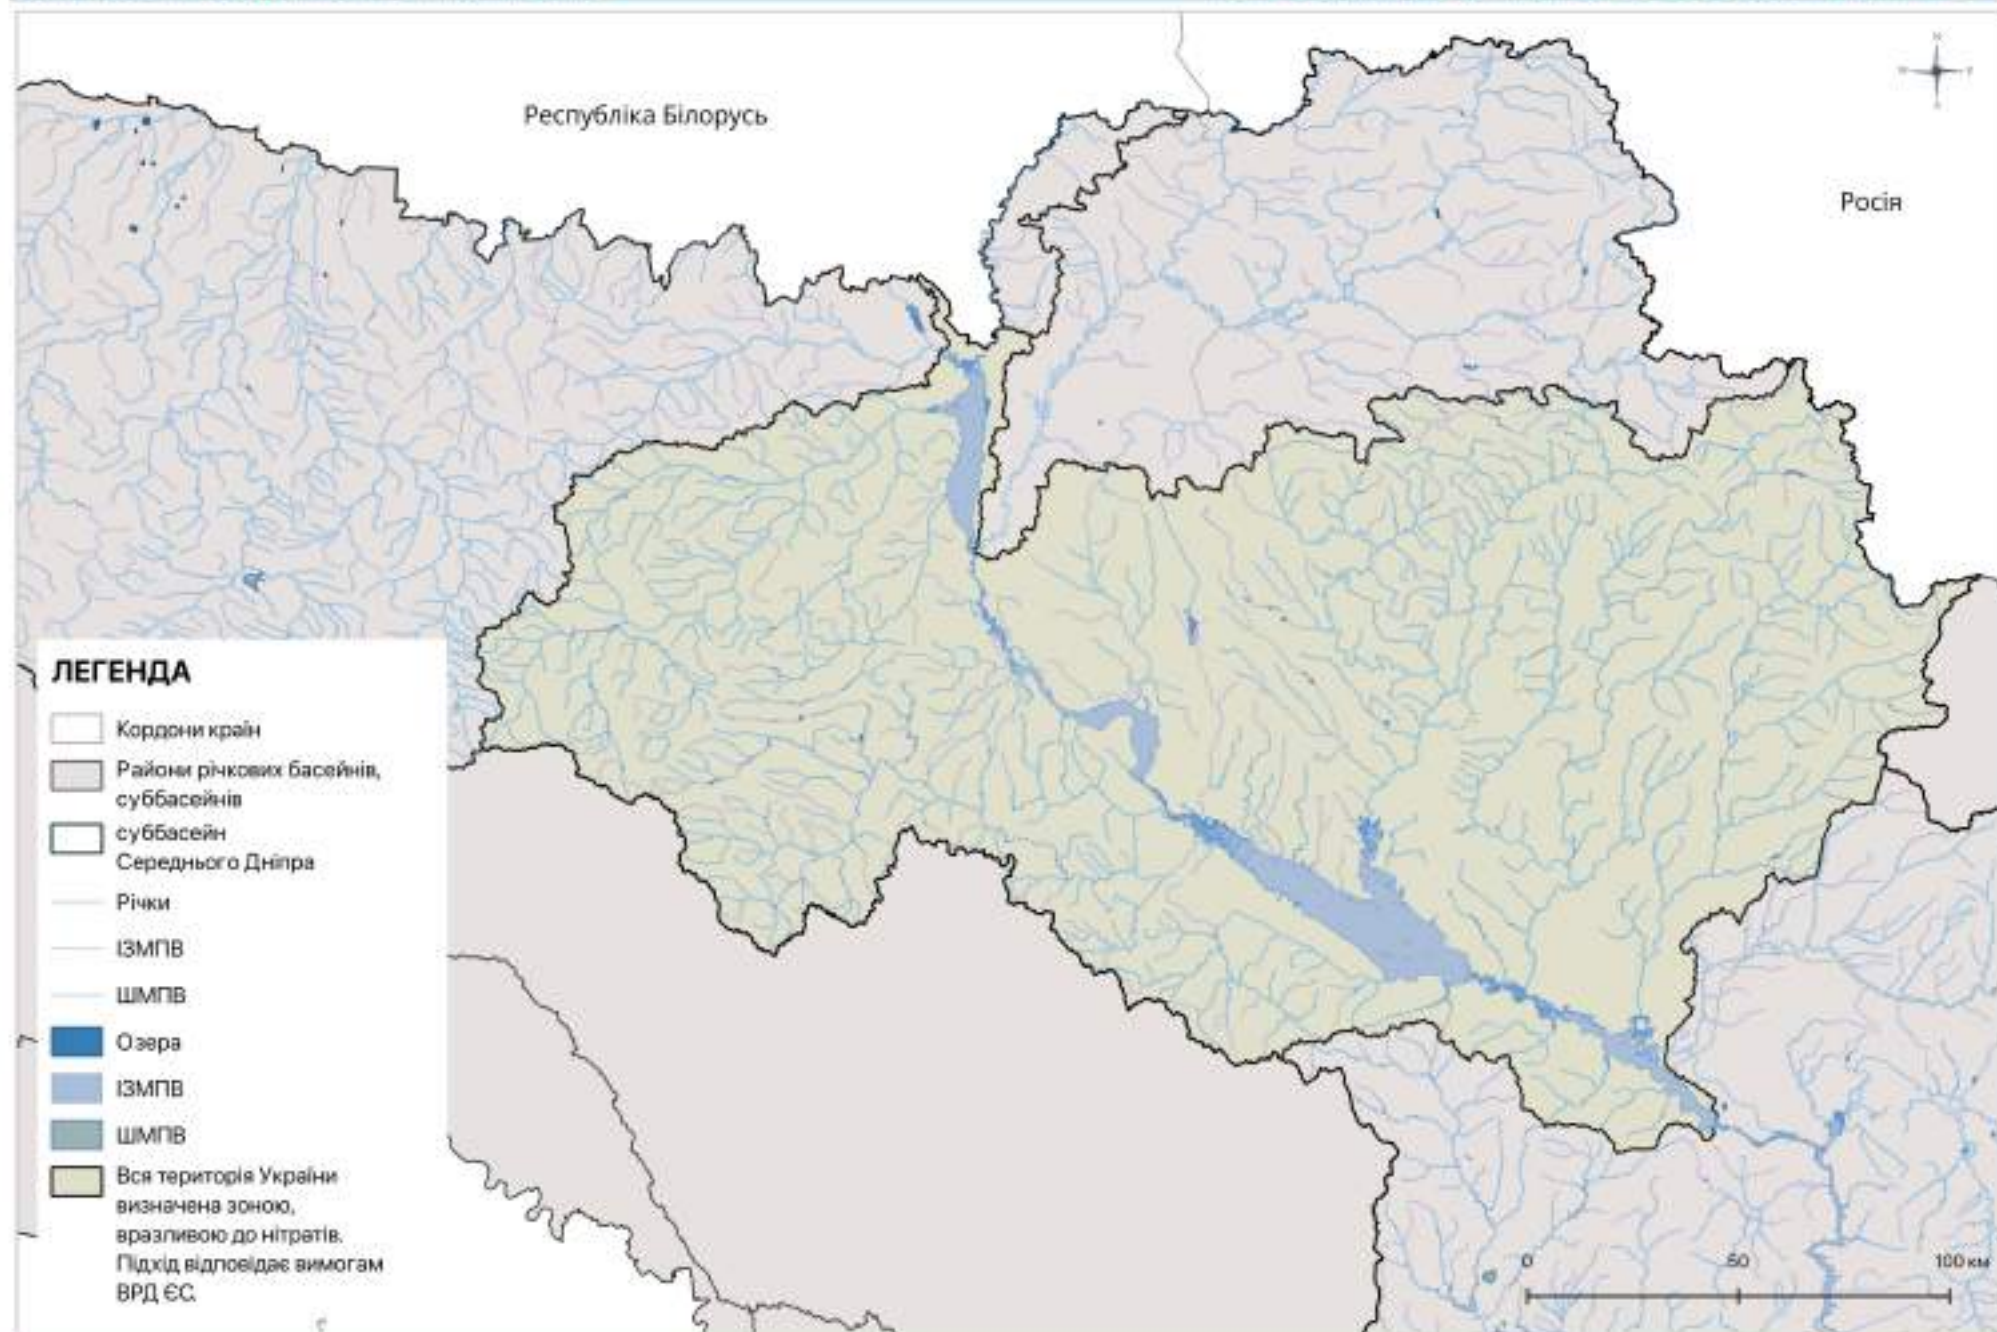 Республіка Білорусь
Росія
ЛЕГЕНДА
Кордони країн
Райони річкових басейнів,
суббасейнів
суббасейн
Середнього Дніпра
Річки
ІЗМПВ
ШМПВ
Озера
ІЗМПВ
ШМПВ
Вся територія України
визначена зоною,
вразливою до нітратів.
Підхід відповідає вимогам
ВРД ЄС.
0 50 100 км